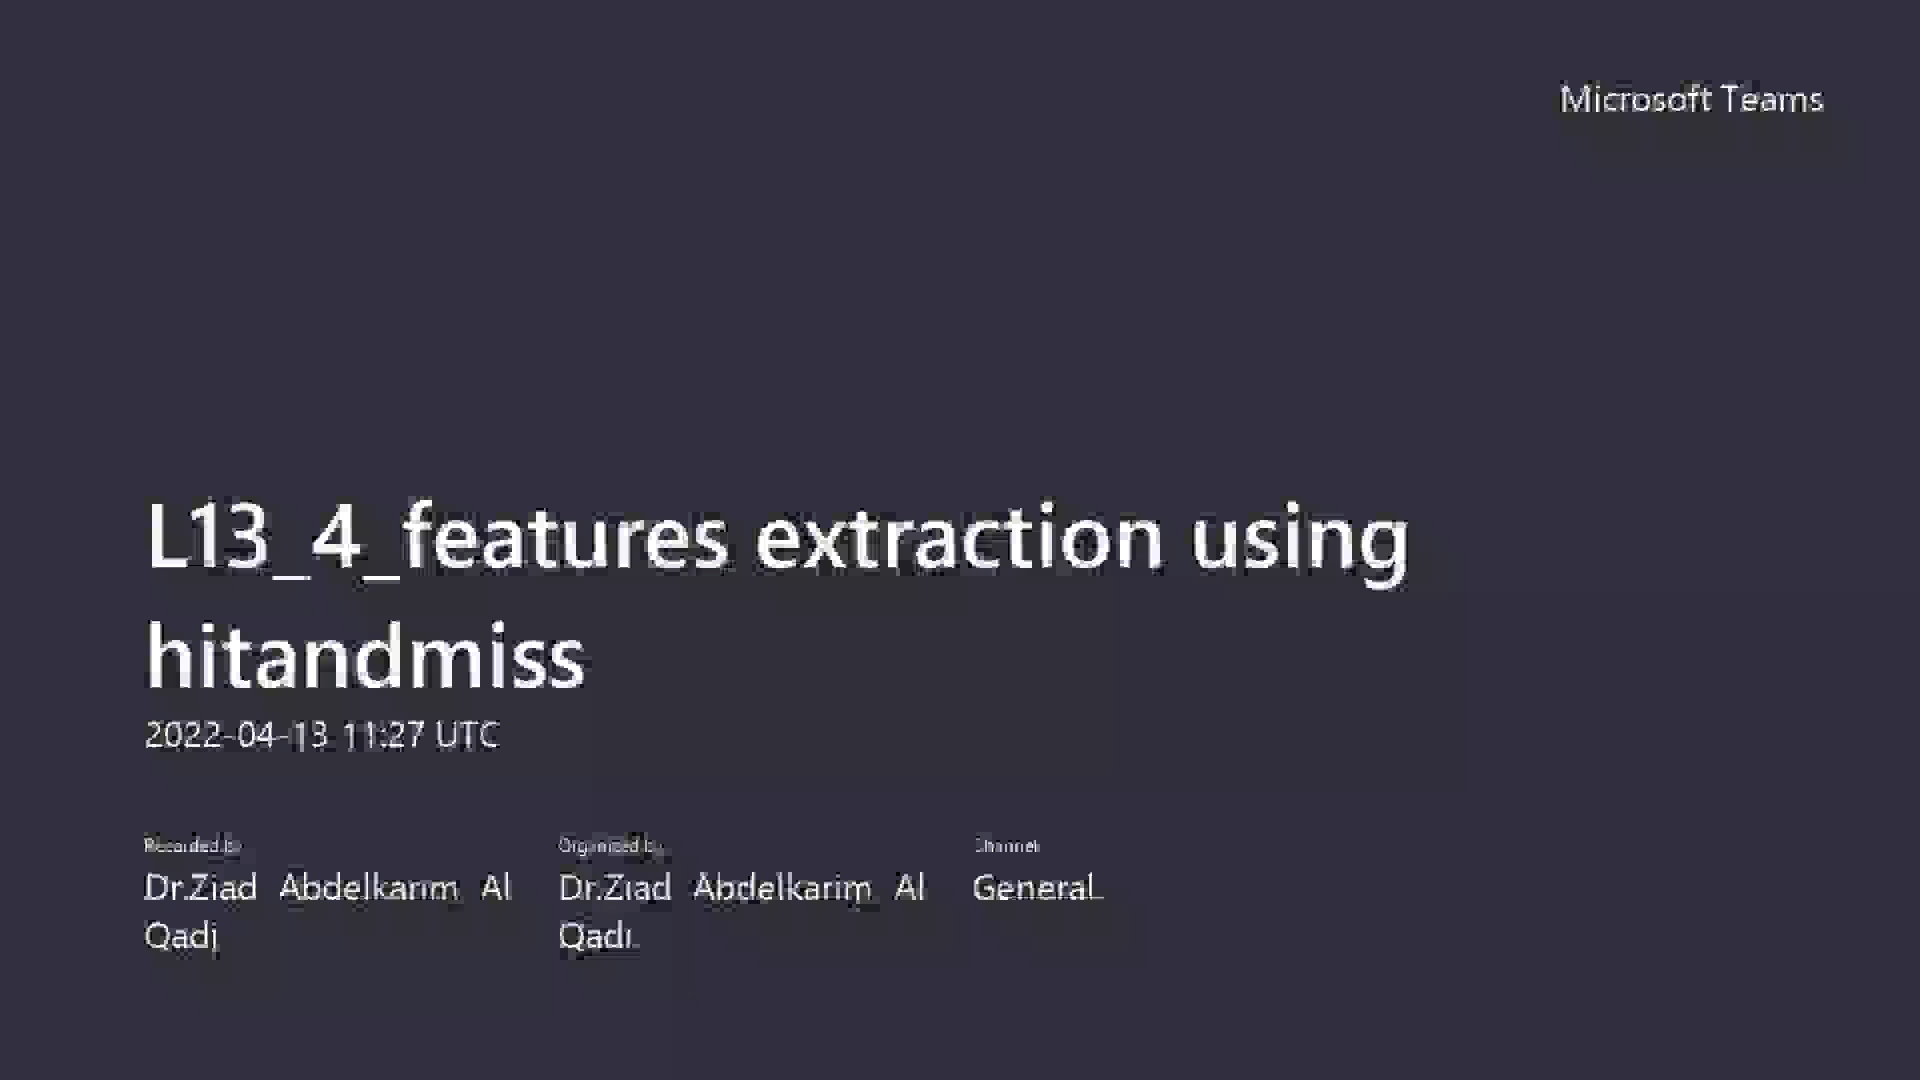 Microsoft Teams
L13_4_features extraction using
hitandmiss
2022-04-13 11:27 UTC
Recorded by
Organized by
Channel
Dr.Ziad Abdelkarim Al
Qadi
Dr.Ziad Abdelkarim Al
Qadi
General